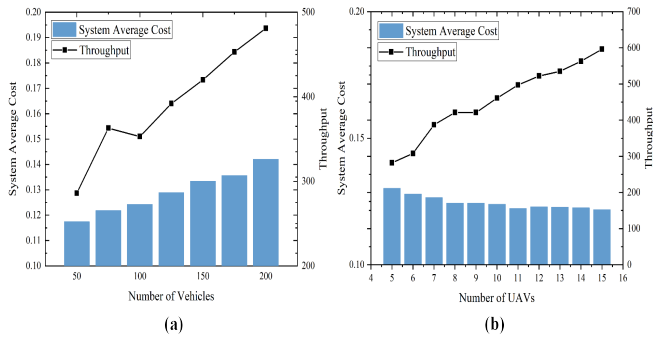 0.20
0.19
0.18
0.17
0.16
0.15
0.14
0.13
0.12
0.11
0.10
System Average Cost
System Average Cost
Throughput
500
400
300
200
Throughput
50 100 150 200
Number of Vehicles
(a)
0.20
0.15
0.10
System Average Cost
System Average Cost
Throughput
700
600
500
400
300
200
100
0
Throughput
4 5 6 7 8 9 10 11 12 13 14 15 16
Number of UAVs
(b)